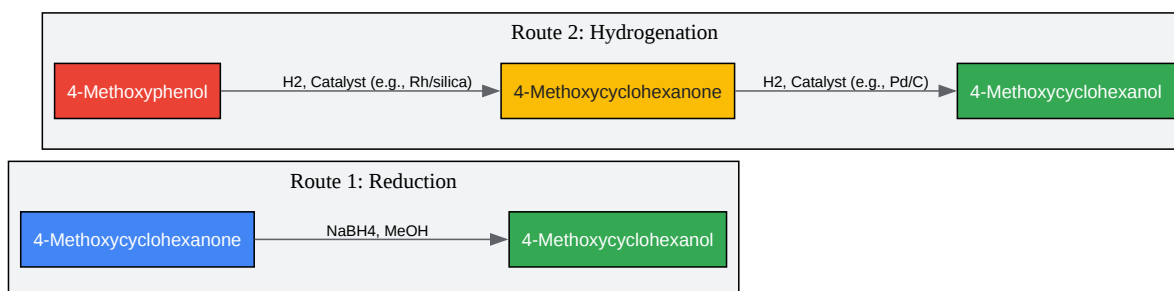 Route 2: Hydrogenation
4-Methoxyphenol
H2, Catalyst (e.g., Rh/silica)
4-Methoxycyclohexanone
H2, Catalyst (e.g., Pd/C)
4-Methoxycyclohexanol
Route 1: Reduction
4-Methoxycyclohexanone
NaBH4, MeOH
4-Methoxycyclohexanol